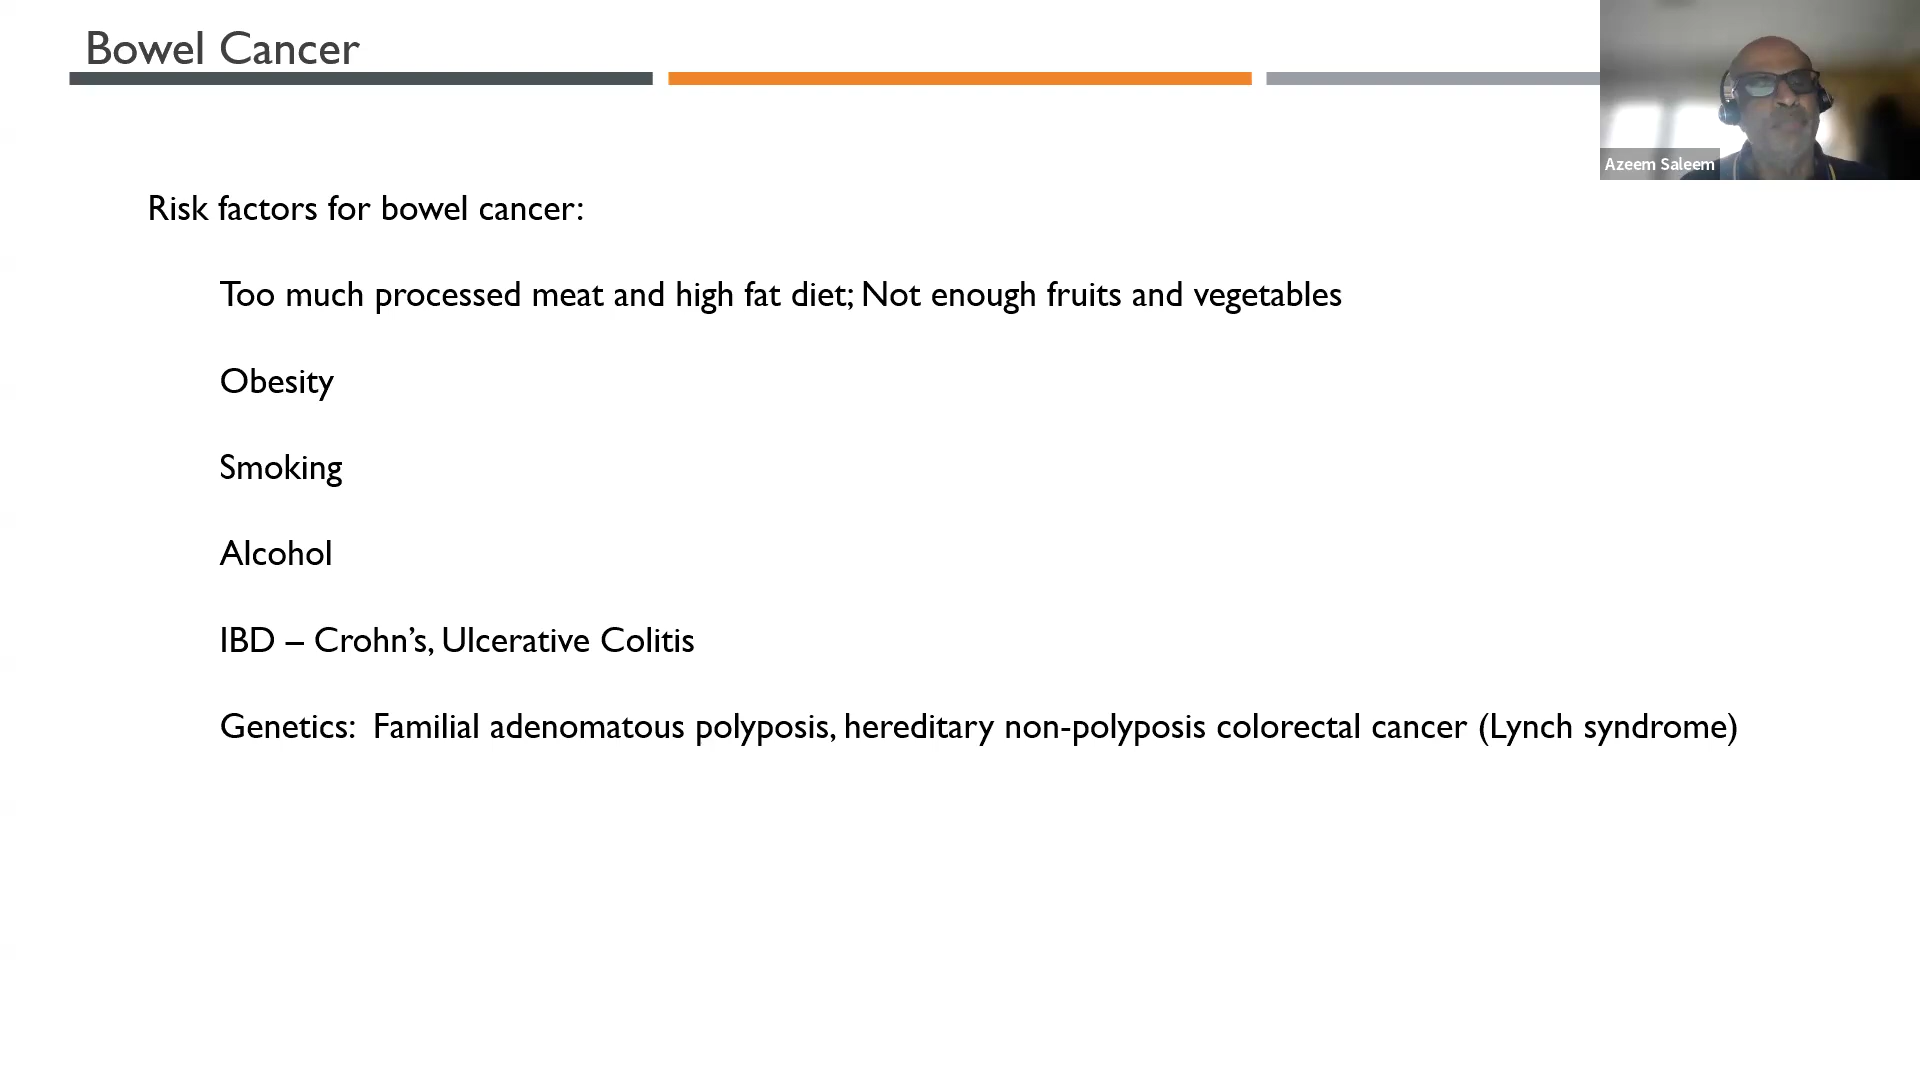 Bowel Cancer
Azeem Saleem
Risk factors for bowel cancer:
Too much processed meat and high fat diet; Not enough fruits and vegetables
Obesity
Smoking
Alcohol
IBD – Crohn’s, Ulcerative Colitis
Genetics:  Familial adenomatous polyposis, hereditary non-polyposis colorectal cancer (Lynch syndrome)